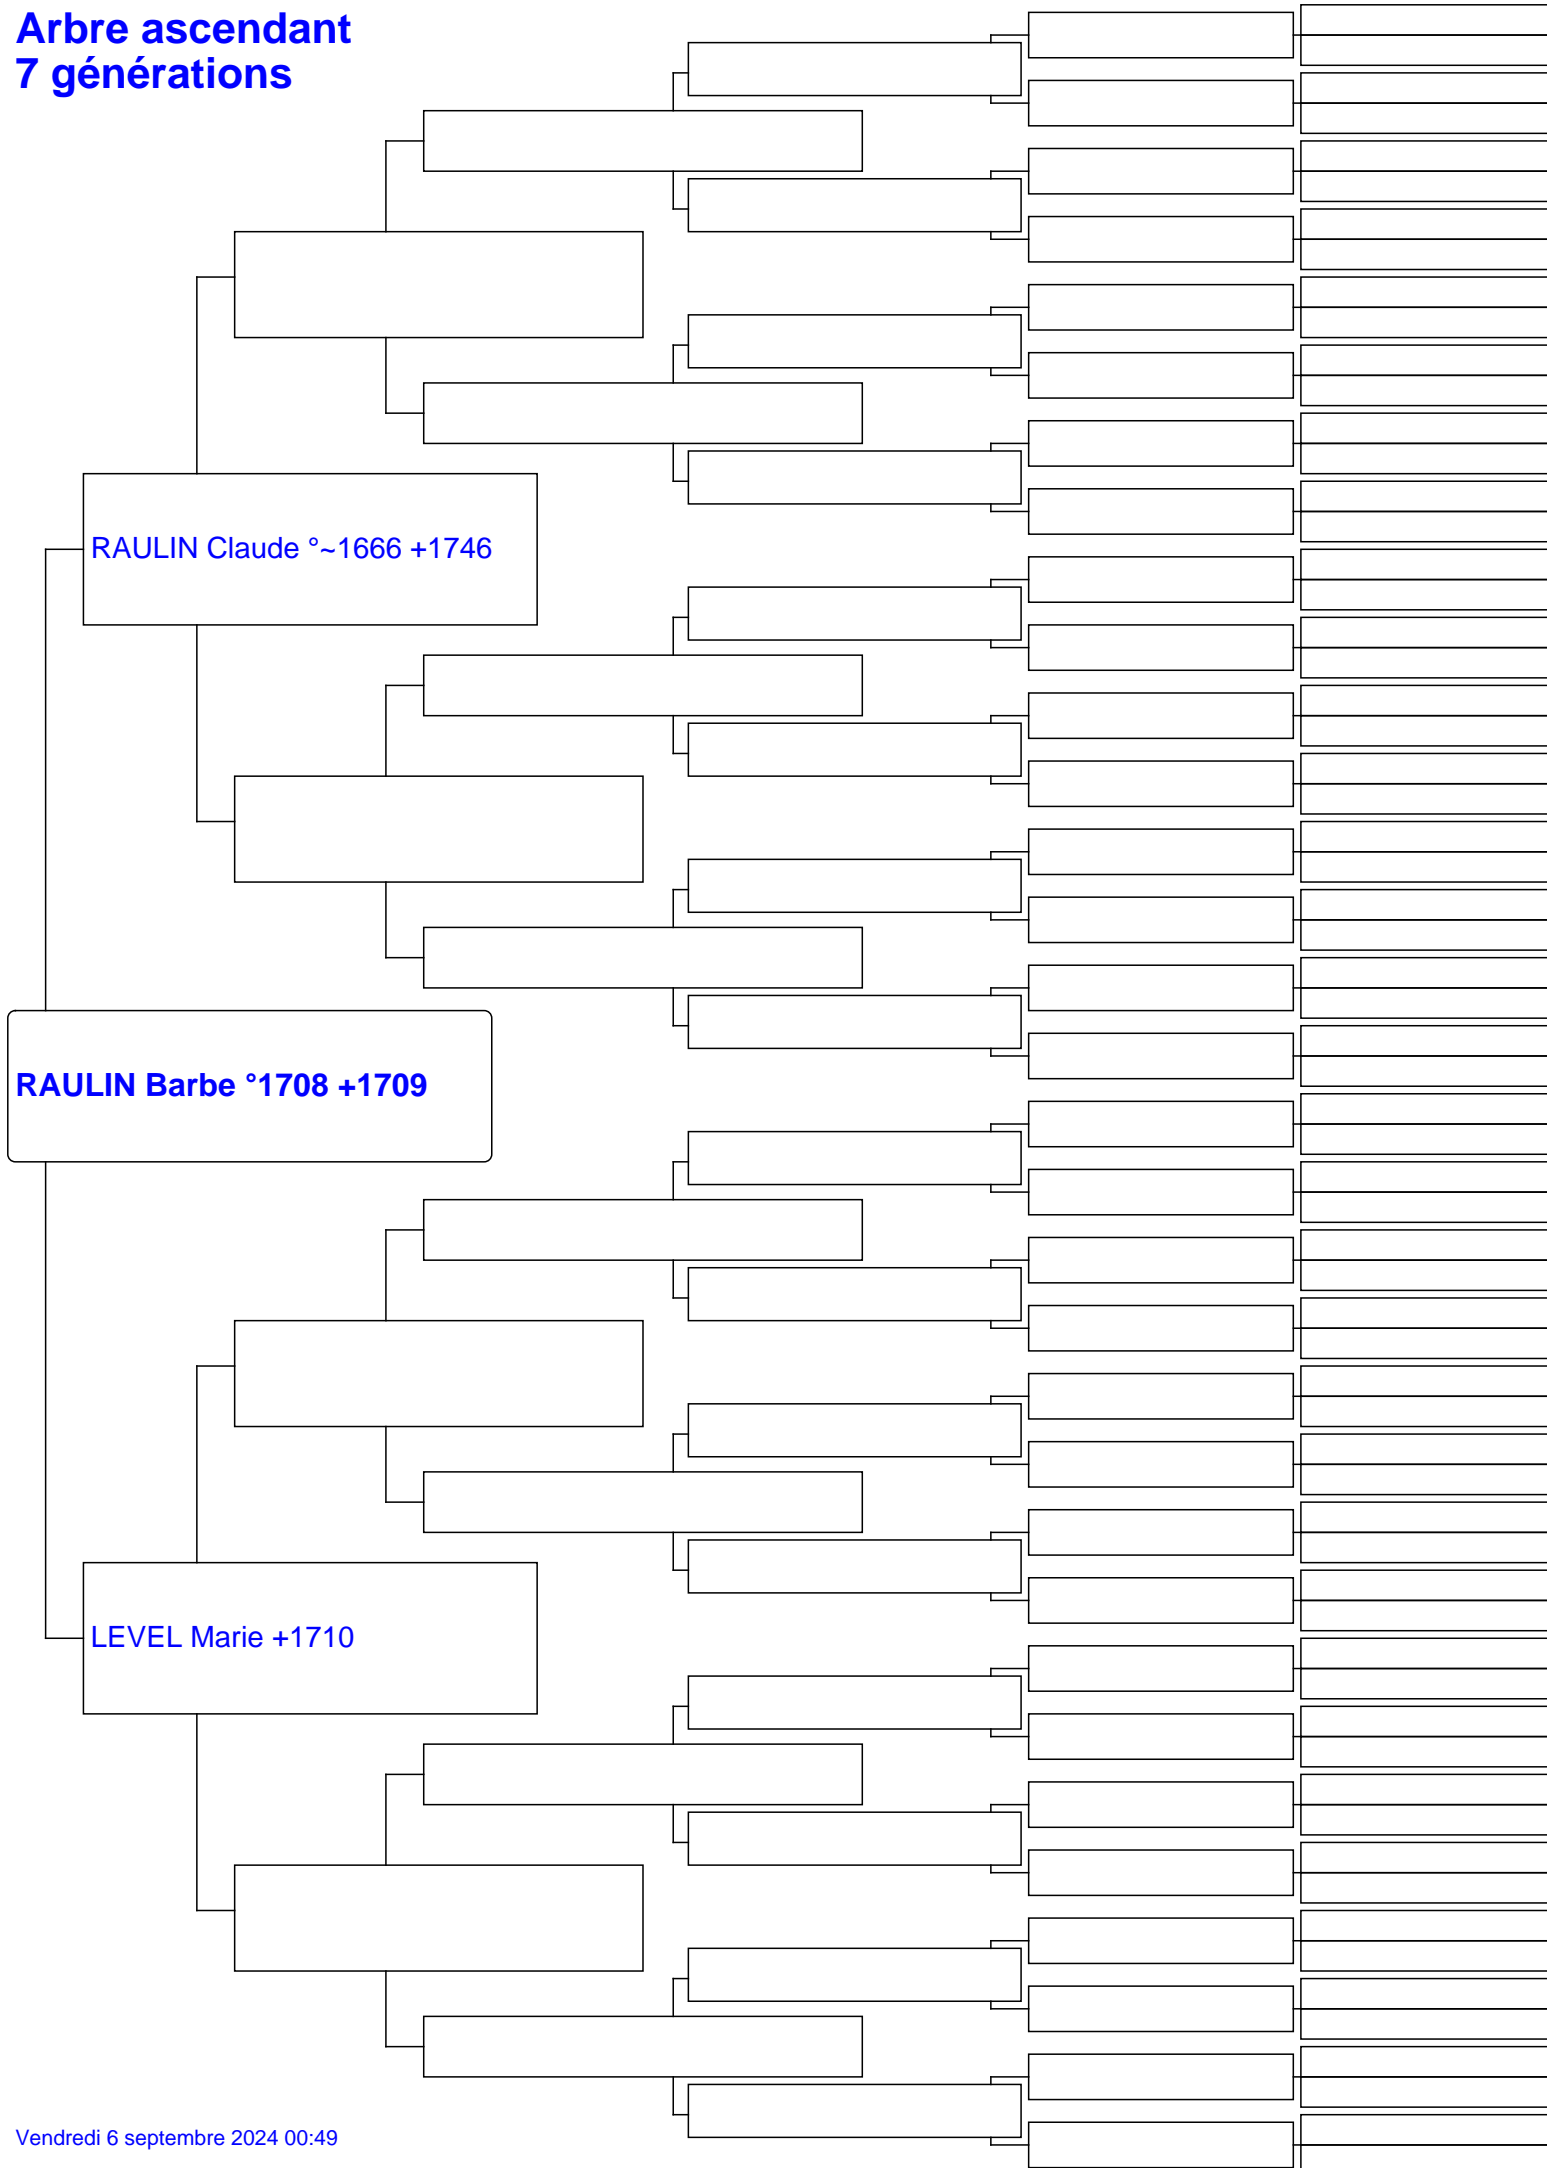 Arbre ascendant
7 générations
RAULIN Claude °~1666 +1746
RAULIN Barbe °1708 +1709
LEVEL Marie +1710
Vendredi 6 septembre 2024 00:49